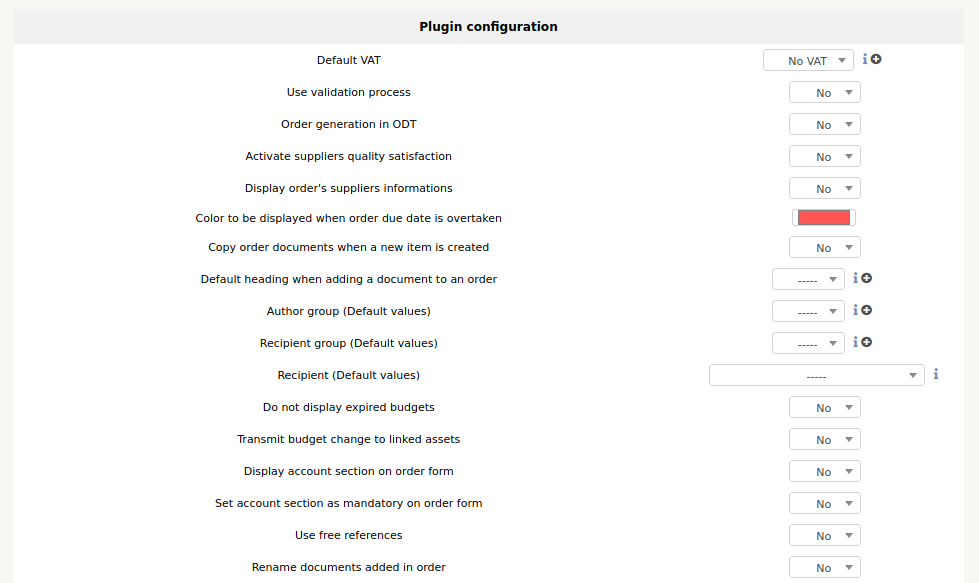 Plugin configuration
Default VAT No VAT
Use validation process No
Order generation in ODT No
Activate suppliers quality satisfaction No
Display order's suppliers informations No
Color to be displayed when order due date is overtaken
Copy order documents when a new item is created No
Default heading when adding a document to an order -----
Author group (Default values) -----
Recipient group (Default values) -----
Recipient (Default values) -----
Do not display expired budgets No
Transmit budget change to linked assets No
Display account section on order form No
Set account section as mandatory on order form No
Use free references No
Rename documents added in order No